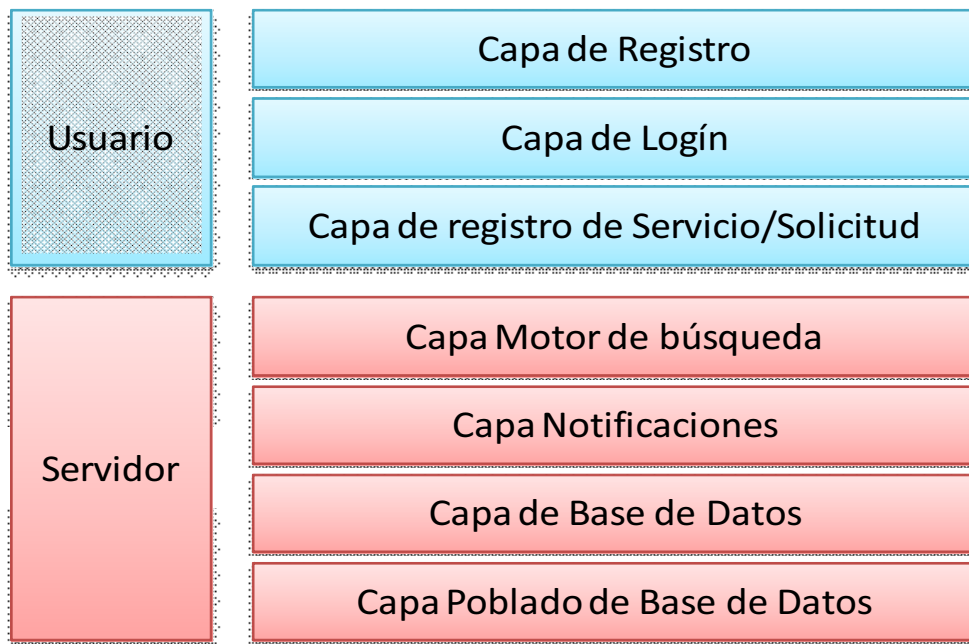 Usuario
Capa de Registro
Capa de Logín
Capa de registro de Servicio/Solicitud
Servidor
Capa Motor de búsqueda
Capa Notificaciones
Capa de Base de Datos
Capa Poblado de Base de Datos